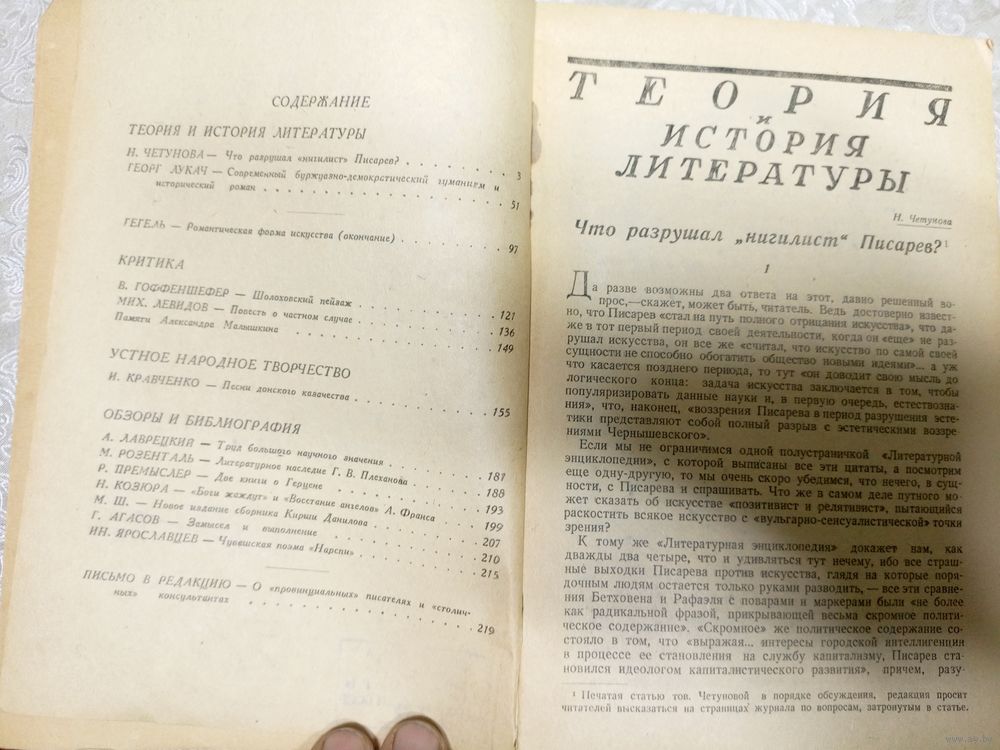 СОДЕРЖАНИЕ
ТЕОРИЯ И ИСТОРИЯ ЛИТЕРАТУРЫ
Н. ЧЕТУНОВА — Что разрушал «нигилист» Писарев? . . . . . . . 3
ГЕОРГ ЛУКАЧ — Современный буржуазно-демократический гуманизм и
исторический роман . . . . . . . . . . . . . . . 51
ГЕГЕЛЬ — Романтическая форма искусства (окончание) . . . . . . 97
КРИТИКА
В. ГОФФЕНШЕФЕР — Шолоховский пейзаж . . . . . . . . . 121
МИХ. ЛЕВИДОВ — Повесть о частном случае . . . . . . . . . 136
Памяти Александра Малышкина . . . . . . . . . . . . 149
УСТНОЕ НАРОДНОЕ ТВОРЧЕСТВО
И. КРАВЧЕНКО — Песни донского казачества . . . . . . . . . 155
ОБЗОРЫ И БИБЛИОГРАФИЯ
А. ЛАВРЕЦКИЙ — Труд большого научного значения . . . . . . . 181
М. РОЗЕНТАЛЬ — Литературное наследие Г. В. Плеханова . . . . . 188
Р. ПРЕМЫСЛЕР — Две книги о Герцене . . . . . . . . . . 193
Н. КОЗЮРА — «Боги жаждут» и «Восстание ангелов» А. Франса . . . 199
М. Ш. — Новое издание сборника Кирши Данилова . . . . . . . 207
Г. АГАСОВ — Замысел и выполнение . . . . . . . . . . . 210
ИН. ЯРОСЛАВЦЕВ — Чувашская поэма «Нарспи» . . . . . . . . 215
ПИСЬМО В РЕДАКЦИЮ — О «провинциальных» писателях и «столич-
ных» консультантах . . . . . . . . . . . . . . . 219
ТЕОРИЯ
И
ИСТОРИЯ
ЛИТЕРАТУРЫ
Н. Четунова
Что разрушал „нигилист“ Писарев?¹
1
Да разве возможны два ответа на этот, давно решенный во-
прос,—скажет, может быть, читатель. Ведь достоверно извест-
но, что Писарев «стал на путь полного отрицания искусства», что да-
же в тот первый период своей деятельности, когда он «еще» не раз-
рушал искусства, он все же «считал, что искусство по самой своей
сущности не способно обогатить общество новыми идеями»... а уж
что касается позднего периода, то тут «он доводит свою мысль до
логического конца: задача искусства заключается в том, чтобы
популяризировать данные науки и, в первую очередь, естествозна-
ния», что, наконец, «воззрения Писарева в период разрушения эсте-
тики представляют собой полный разрыв с эстетическими воззре-
ниями Чернышевского».
Если мы не ограничимся одной полустраничкой «Литературной
энциклопедии», с которой выписаны все эти цитаты, а посмотрим
еще одну-другую, то мы очень скоро убедимся, что нечего, в сущ-
ности, с Писарева и спрашивать. Что же в самом деле путного мо-
жет сказать об искусстве «позитивист и релятивист», пытающийся
раскостить всякое искусство с «вульгарно-сенсуалистической» точки
зрения?
К тому же «Литературная энциклопедия» докажет вам, как
дважды два четыре, что и удивляться тут нечему, ибо все страш-
ные выходки Писарева против искусства, глядя на которые поря-
дочным людям остается только руками разводить, — все эти сравне-
ния Бетховена и Рафаэля с поварами и маркерами были «не более
как радикальной фразой, прикрывающей весьма скромное полити-
ческое содержание». «Скромное» же политическое содержание со-
стояло в том, что «выражая... интересы городской интеллигенции
в процессе ее становления на службу капитализму, Писарев ста-
новился идеологом капиталистического развития», причем, разу-
¹ Печатая статью тов. Четуновой в порядке обсуждения, редакция просит
читателей высказаться на страницах журнала по вопросам, затронутым в статье.
www.ay.by